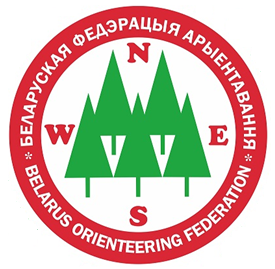 * БЕЛАРУСКАЯ ФЕДЭРАЦЫЯ АРЫЕНТАВАННЯ *
N
W E
S
BELARUS ORIENTEERING FEDERATION